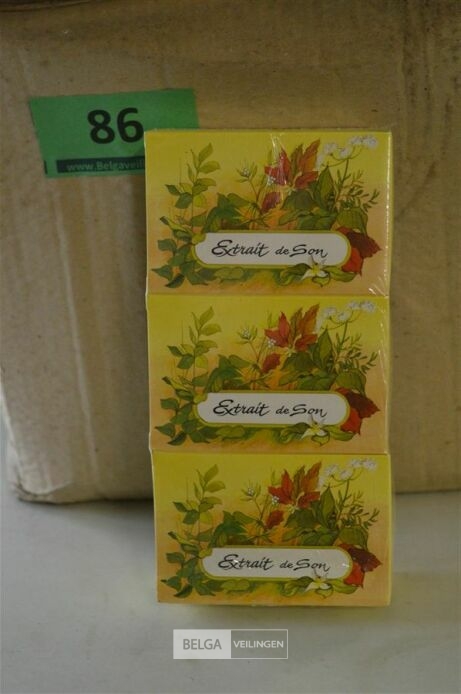 86
www.Belgaveil
Extrait de Son
Extrait de Son
Extrait de Son
BELGA VEILINGEN